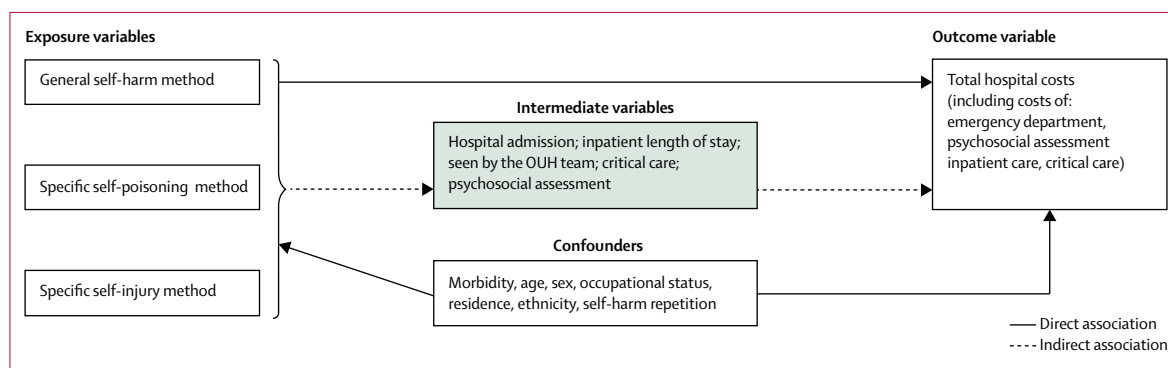 Exposure variables
General self-harm method
Specific self-poisoning method
Specific self-injury method
Intermediate variables
Hospital admission; inpatient length of stay;
seen by the OUH team; critical care;
psychosocial assessment
Confounders
Morbidity, age, sex, occupational status,
residence, ethnicity, self-harm repetition
Outcome variable
Total hospital costs
(including costs of:
emergency department,
psychosocial assessment
inpatient care, critical care)
Direct association
Indirect association